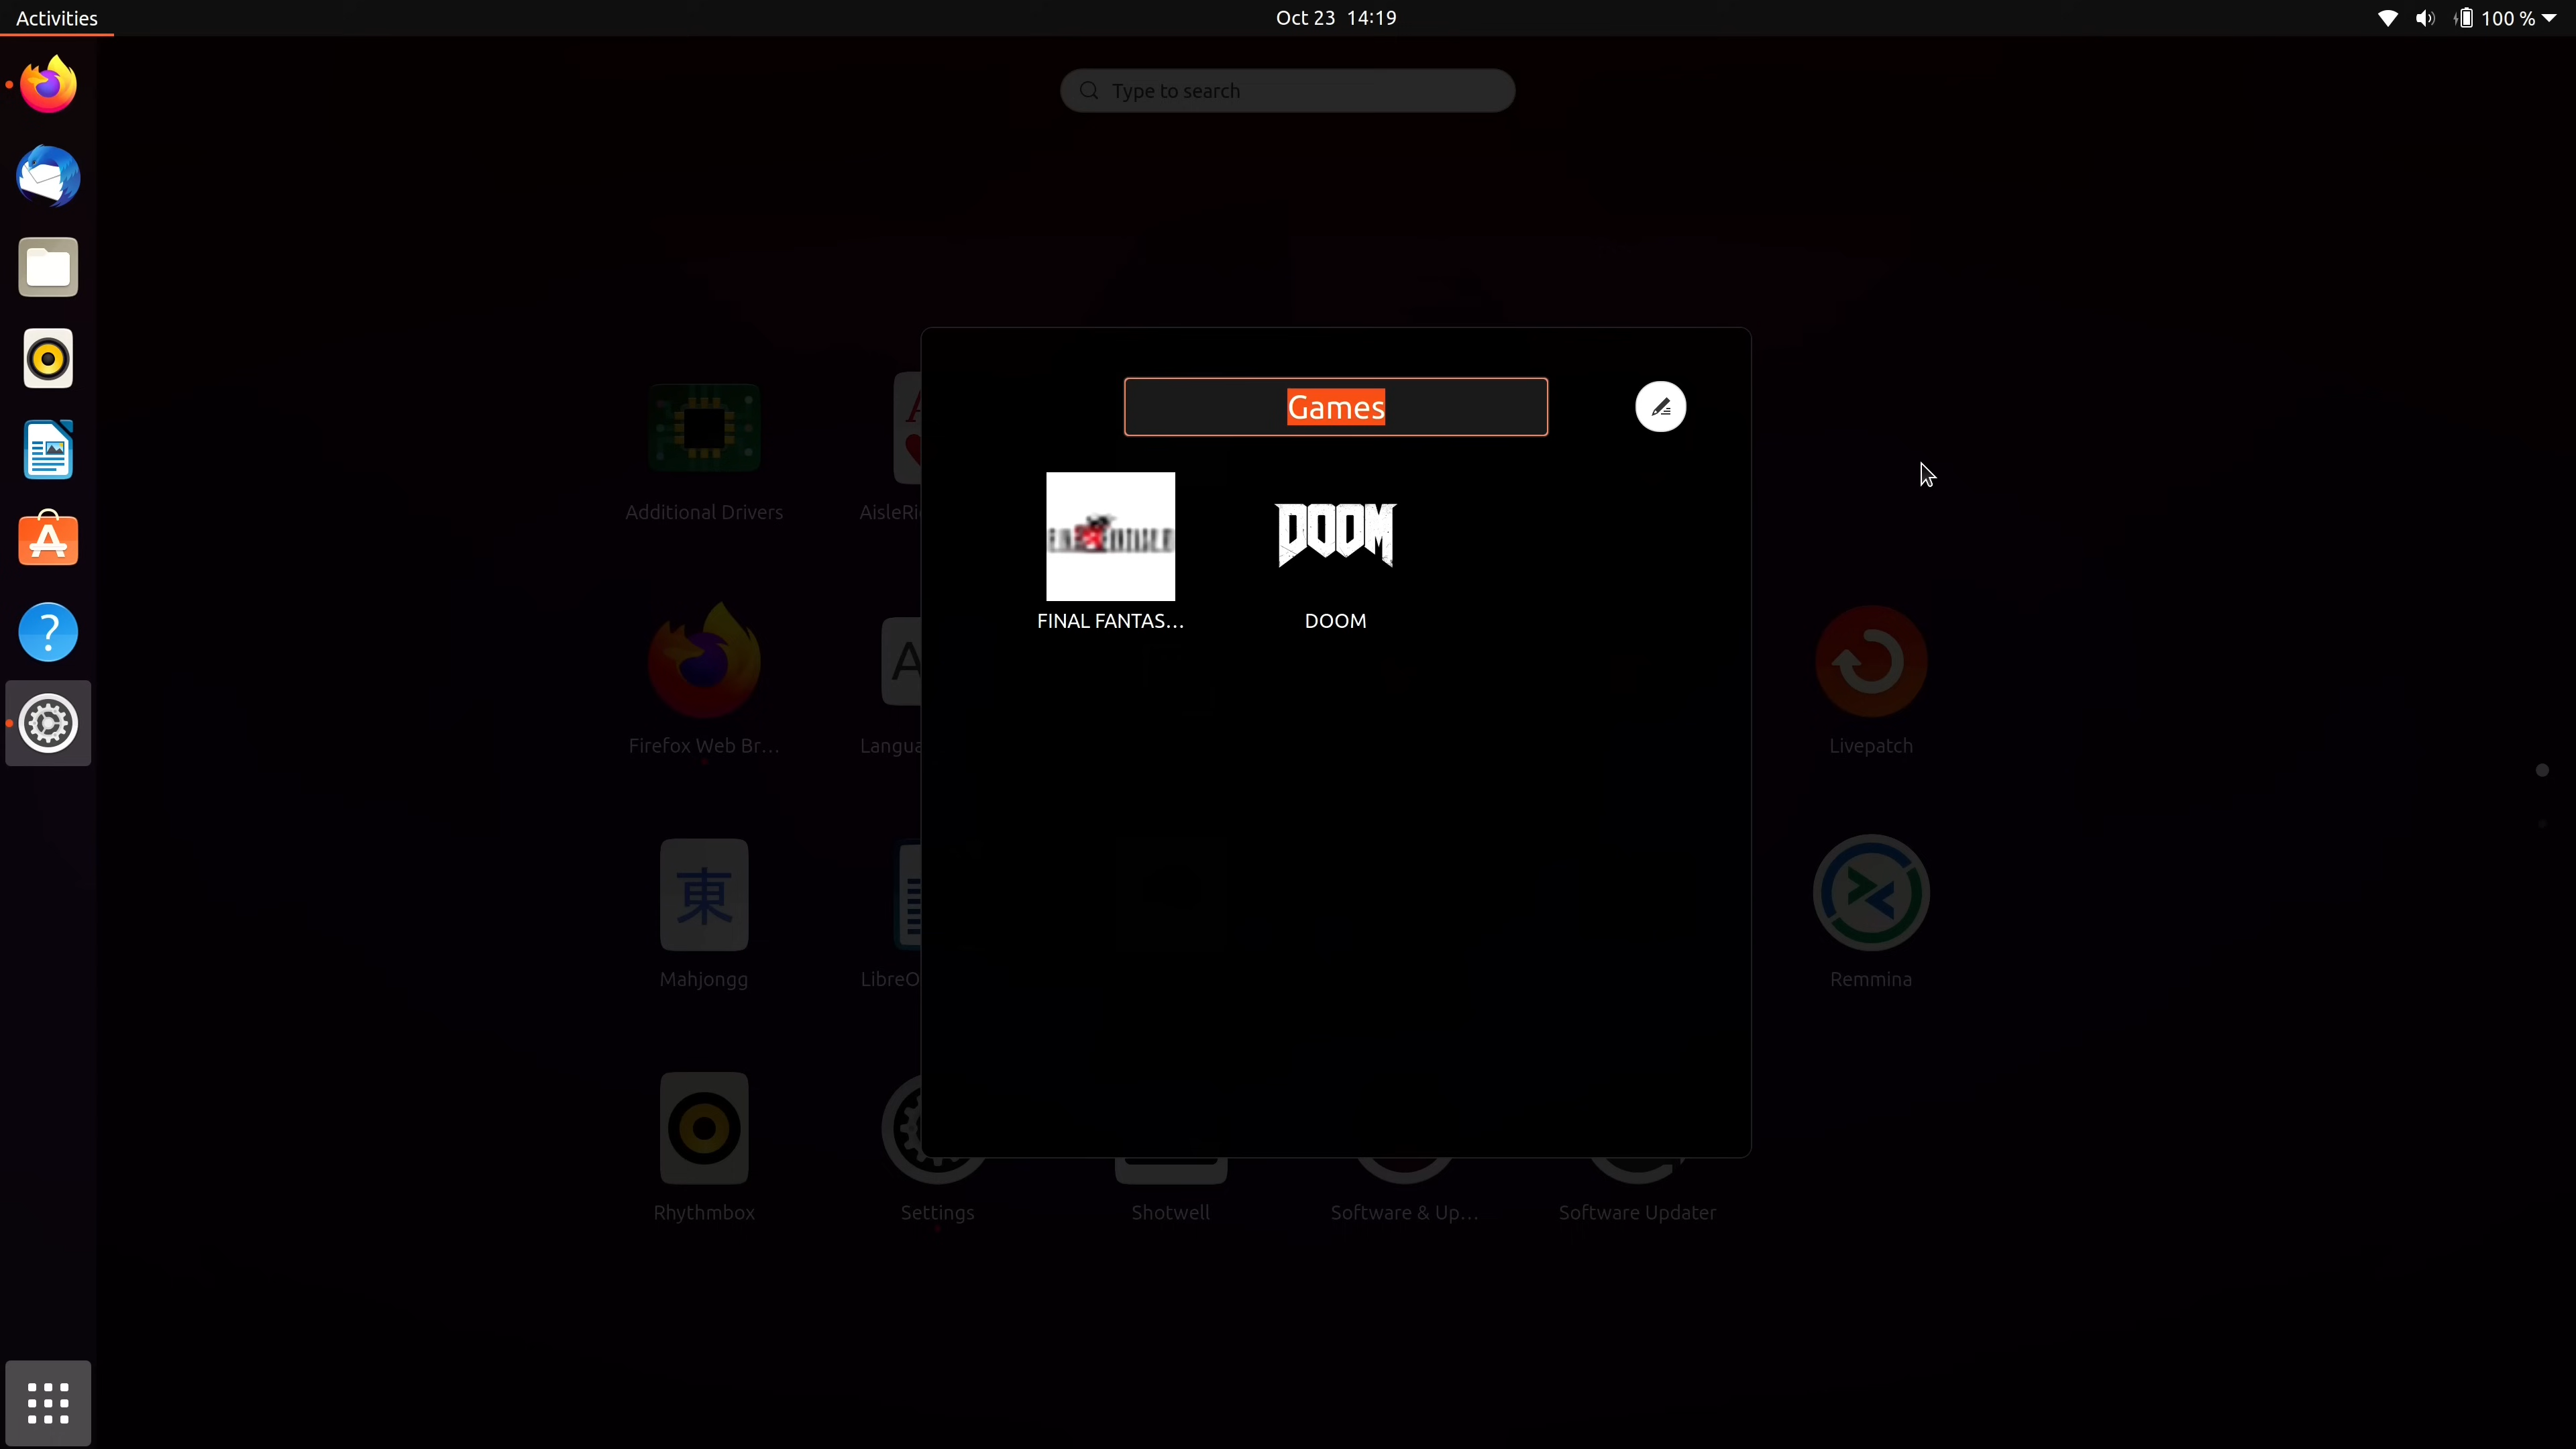 Activities
Oct 23 14:19
100 %
Type to search
Games
FINAL FANTAS...
DOOM
DOOM
Additional Drivers
AisleRi
A
Firefox Web Br...
A
Langua
Livepatch
東
Mahjongg
LibreO
Remmina
Rhythmbox
Settings
Shotwell
Software & Up...
Software Updater